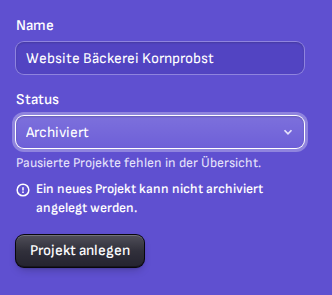 Name
Website Bäckerei Kornprobst
Status
Archiviert
Pausierte Projekte fehlen in der Übersicht.
Ein neues Projekt kann nicht archiviert
angelegt werden.
Projekt anlegen